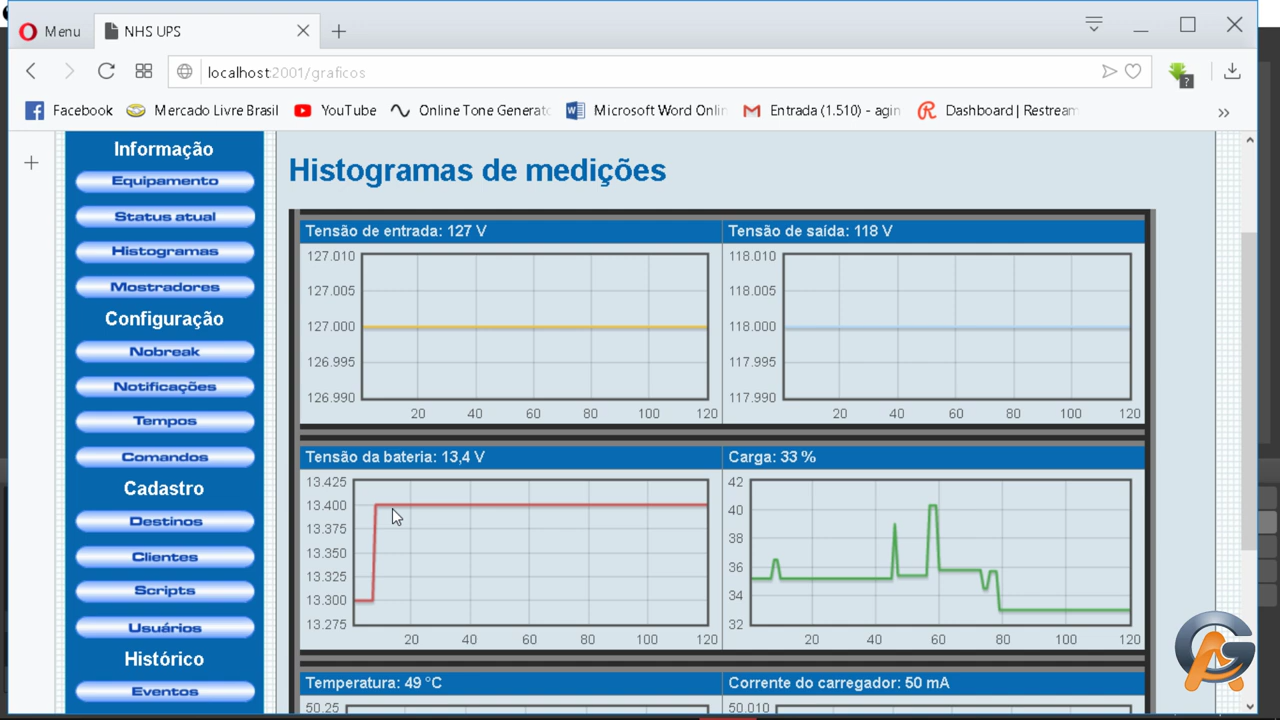 Menu
NHS UPS
localhost:2001/graficos
Facebook
Mercado Livre Brasil
YouTube
Online Tone Generato
Microsoft Word Onlin
Entrada (1.510) - agin
Dashboard | Restream
»
Informação
Equipamento
Status atual
Histogramas
Mostradores
Configuração
Nobreak
Notificações
Tempos
Comandos
Cadastro
Destinos
Clientes
Scripts
Usuários
Histórico
Eventos
Histogramas de medições
Tensão de entrada: 127 V
127.010
127.005
127.000
126.995
126.990
20 40 60 80 100 120
Tensão de saída: 118 V
118.010
118.005
118.000
117.995
117.990
20 40 60 80 100 120
Tensão da bateria: 13,4 V
13.425
13.400
13.375
13.350
13.325
13.300
13.275
20 40 60 80 100 120
Carga: 33 %
42
40
38
36
34
32
20 40 60 80 100 120
Temperatura: 49 °C
50.25
Corrente do carregador: 50 mA
50.010